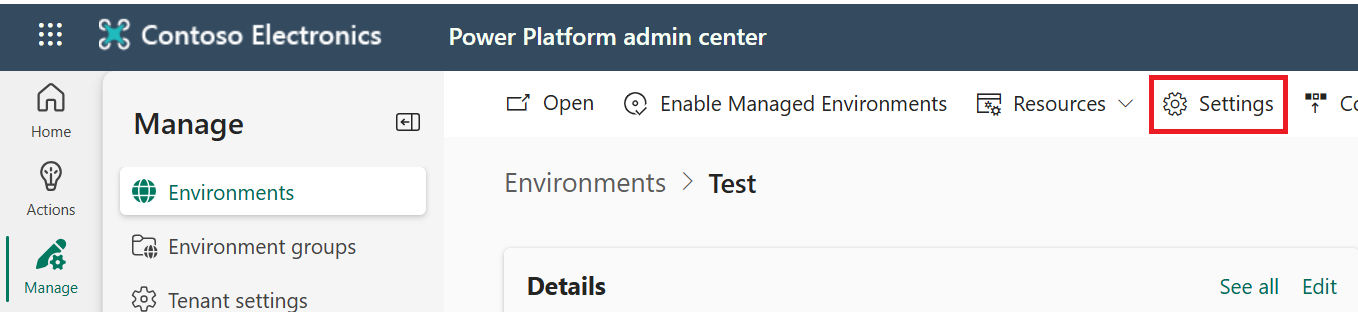 Contoso Electronics Power Platform admin center
Home
Actions
Manage
Manage
Environments
Environment groups
Tenant settings
Open Enable Managed Environments Resources Settings
Environments > Test
Details See all Edit